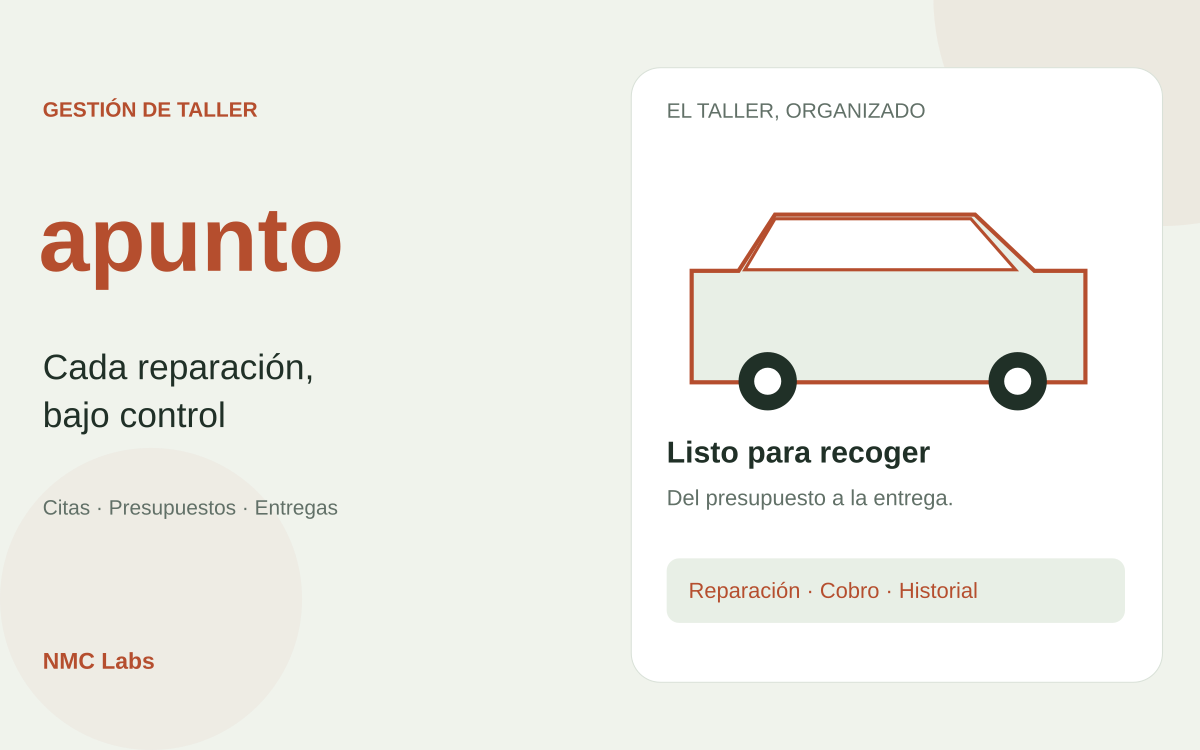 GESTIÓN DE TALLER
apunto
Cada reparación,
bajo control
Citas · Presupuestos · Entregas
NMC Labs
EL TALLER, ORGANIZADO
Listo para recoger
Del presupuesto a la entrega.
Reparación · Cobro · Historial